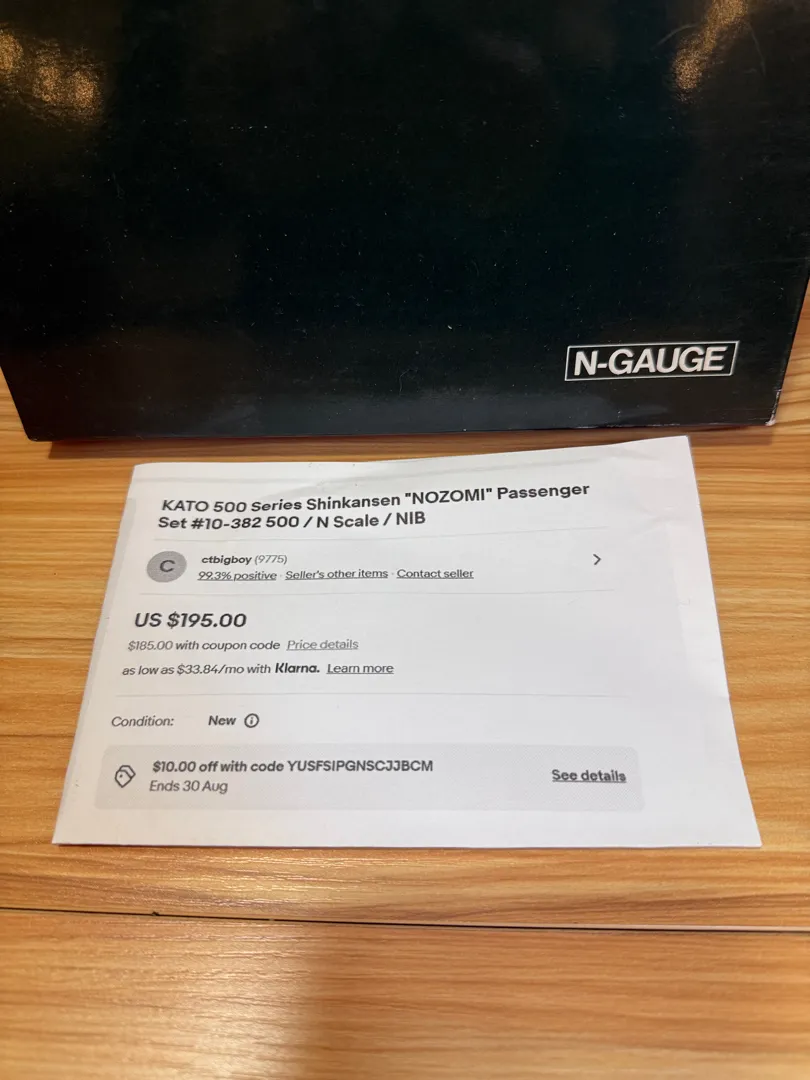 N-GAUGE
KATO 500 Series Shinkansen "NOZOMI" Passenger
Set #10-382 500 / N Scale / NIB
C
ctbigboy (9775)
99.3% positive · Seller's other items · Contact seller
US $195.00
$185.00 with coupon code Price details
as low as $33.84/mo with Klarna. Learn more
Condition: New
$10.00 off with code YUSFSIPGNSCJJBCM
Ends 30 Aug
See details